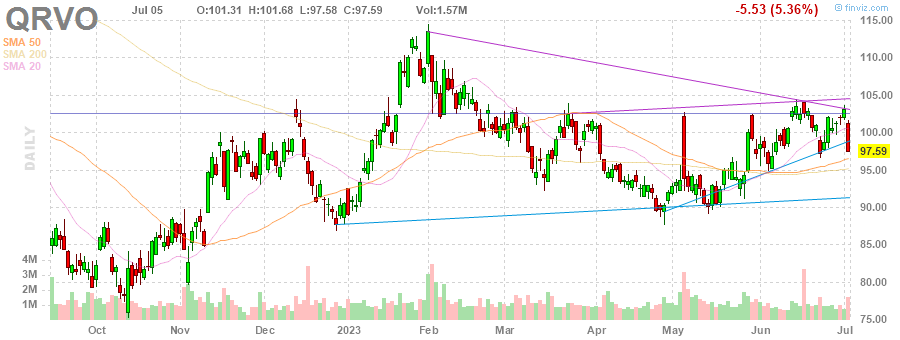 QRVO Jul 05 O:101.31 H:101.68 L:97.58 C:97.59 Vol:1.57M -5.53 (5.36%)
© finviz.com
SMA 50
SMA 200
SMA 20
DAILY
115.00
110.00
105.00
100.00
97.59
95.00
90.00
85.00
80.00
75.00
4M
3M
2M
1M
Oct Nov Dec 2023 Feb Mar Apr May Jun Jul